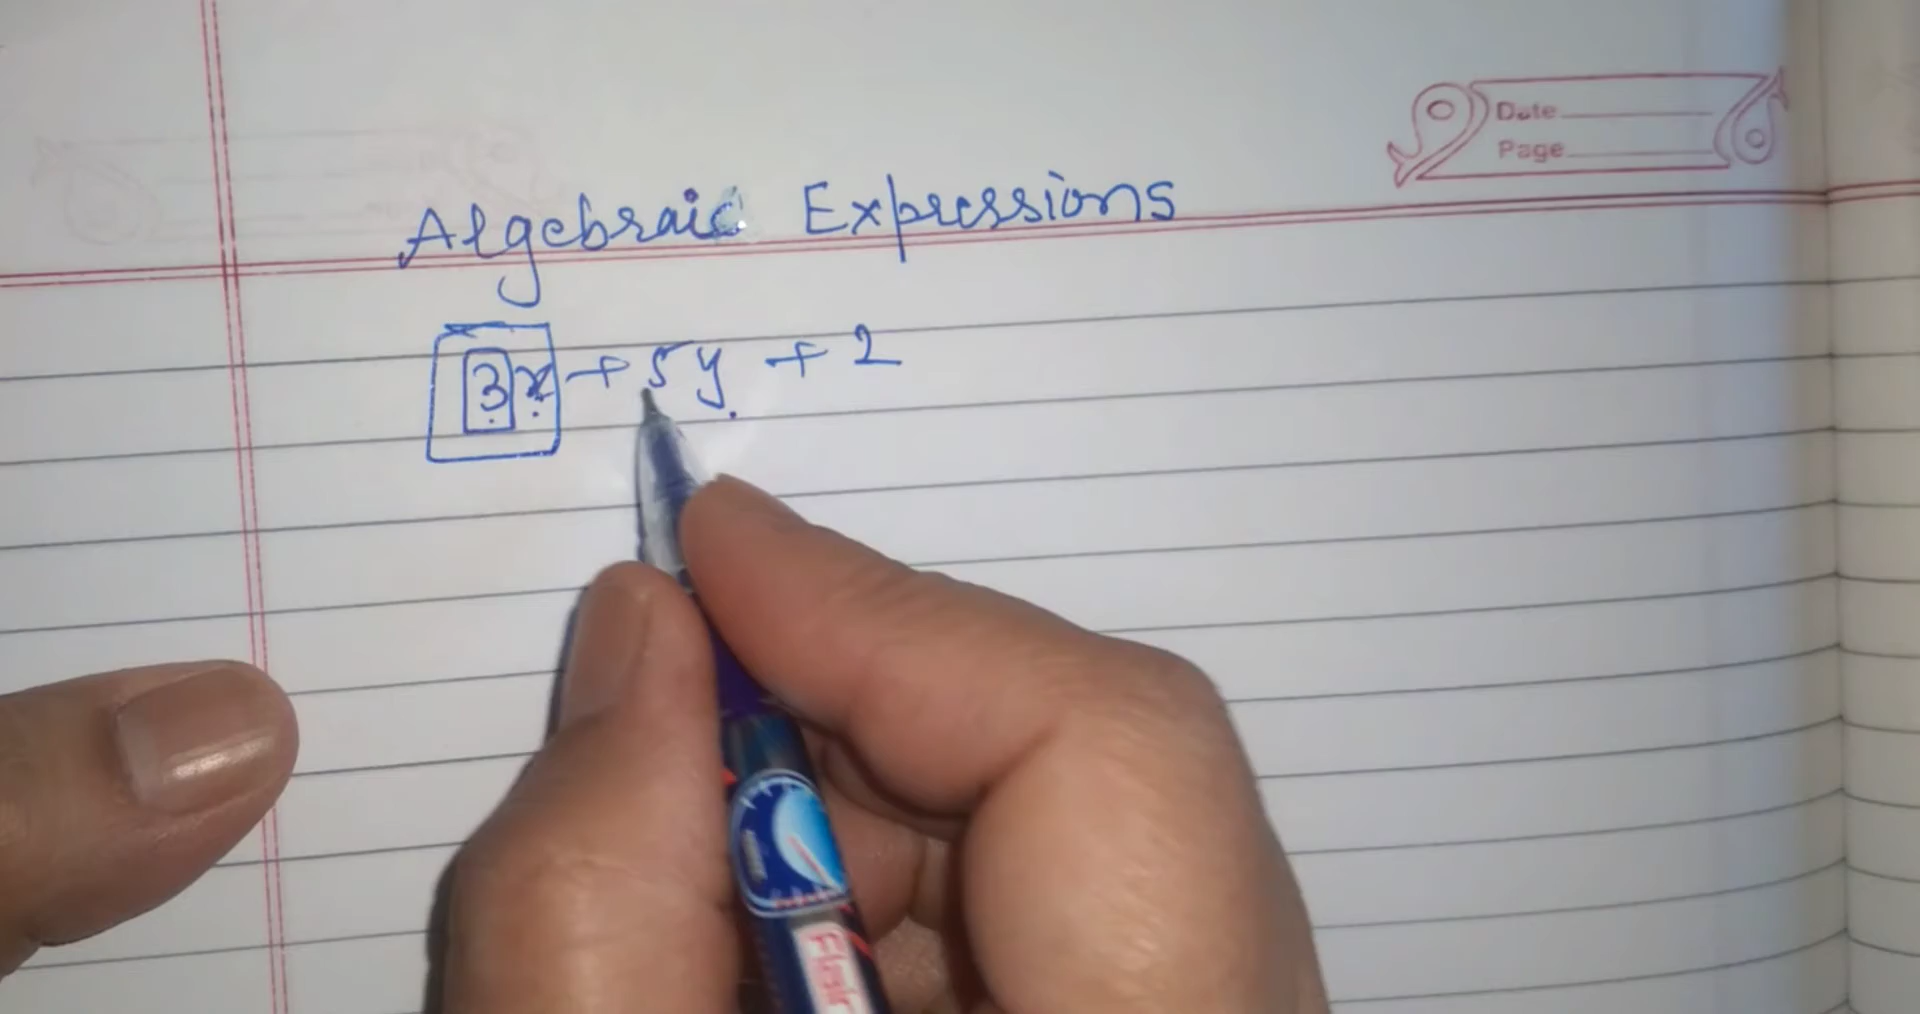 Date
Page
Algebraic Expressions
3x + 5y + 2
Flair